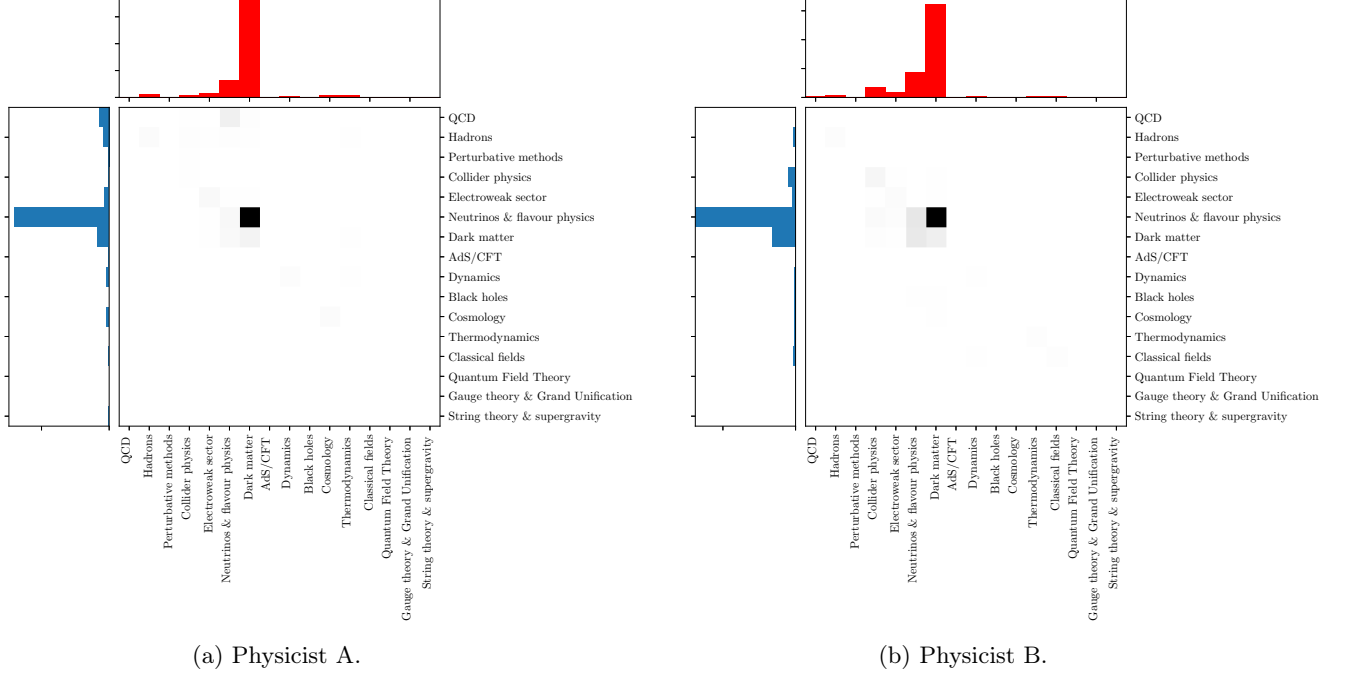 QCD
Hadrons
Perturbative methods
Collider physics
Electroweak sector
Neutrinos & flavour physics
Dark matter
AdS/CFT
Dynamics
Black holes
Cosmology
Thermodynamics
Classical fields
Quantum Field Theory
Gauge theory & Grand Unification
String theory & supergravity
QCD
Hadrons
Perturbative methods
Collider physics
Electroweak sector
Neutrinos & flavour physics
Dark matter
AdS/CFT
Dynamics
Black holes
Cosmology
Thermodynamics
Classical fields
Quantum Field Theory
Gauge theory & Grand Unification
String theory & supergravity
(a) Physicist A.
QCD
Hadrons
Perturbative methods
Collider physics
Electroweak sector
Neutrinos & flavour physics
Dark matter
AdS/CFT
Dynamics
Black holes
Cosmology
Thermodynamics
Classical fields
Quantum Field Theory
Gauge theory & Grand Unification
String theory & supergravity
QCD
Hadrons
Perturbative methods
Collider physics
Electroweak sector
Neutrinos & flavour physics
Dark matter
AdS/CFT
Dynamics
Black holes
Cosmology
Thermodynamics
Classical fields
Quantum Field Theory
Gauge theory & Grand Unification
String theory & supergravity
(b) Physicist B.